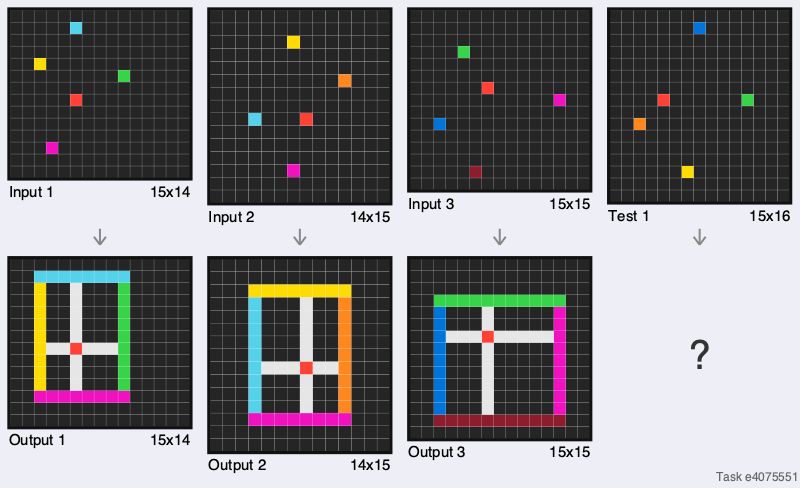 Input 1 15x14
Input 2 14x15
Input 3 15x15
Test 1 15x16
?
Output 1 15x14
Output 2 14x15
Output 3 15x15
Task e4075551